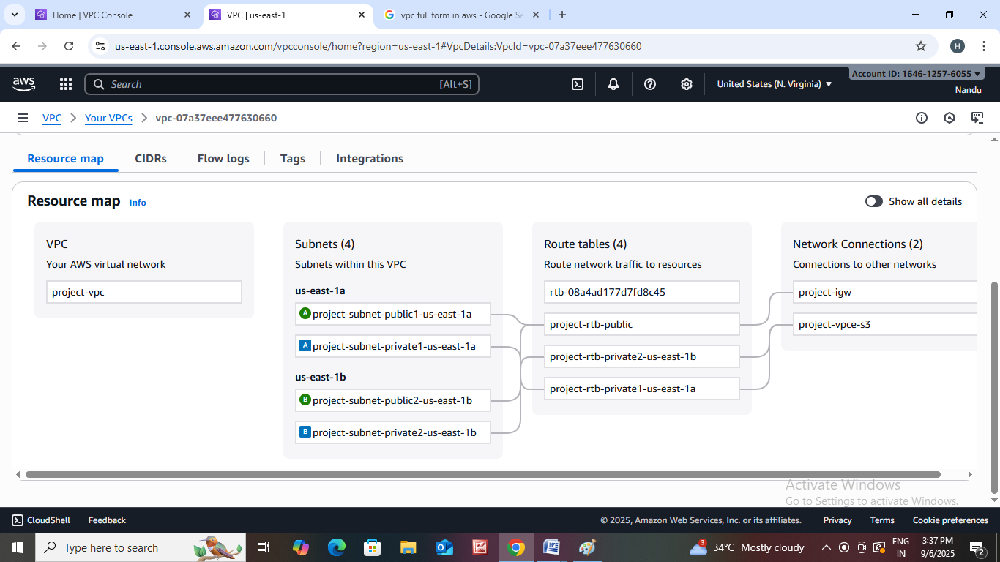 Home | VPC Console
VPC | us-east-1
vpc full form in aws - Google Se
us-east-1.console.aws.amazon.com/vpcconsole/home?region=us-east-1#VpcDetails:VpcId=vpc-07a37eee477630660
H
aws
Search
[Alt+S]
United States (N. Virginia) ▼
Account ID: 1646-1257-6055 ▼
Nandu
VPC > Your VPCs > vpc-07a37eee477630660
Resource map
CIDRs
Flow logs
Tags
Integrations
Resource map Info
Show all details
VPC
Your AWS virtual network
project-vpc
Subnets (4)
Subnets within this VPC
us-east-1a
A project-subnet-public1-us-east-1a
A project-subnet-private1-us-east-1a
us-east-1b
B project-subnet-public2-us-east-1b
B project-subnet-private2-us-east-1b
Route tables (4)
Route network traffic to resources
rtb-08a4ad177d7fd8c45
project-rtb-public
project-rtb-private2-us-east-1b
project-rtb-private1-us-east-1a
Network Connections (2)
Connections to other networks
project-igw
project-vpce-s3
Activate Windows
Go to Settings to activate Windows.
CloudShell
Feedback
© 2025, Amazon Web Services, Inc. or its affiliates.
Privacy
Terms
Cookie preferences
Type here to search
3
34°C Mostly cloudy
ENG
IN
3:37 PM
9/6/2025
2